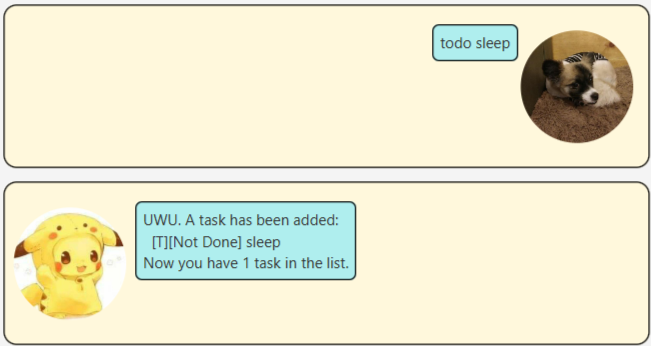 todo sleep
UWU. A task has been added:
[T][Not Done] sleep
Now you have 1 task in the list.